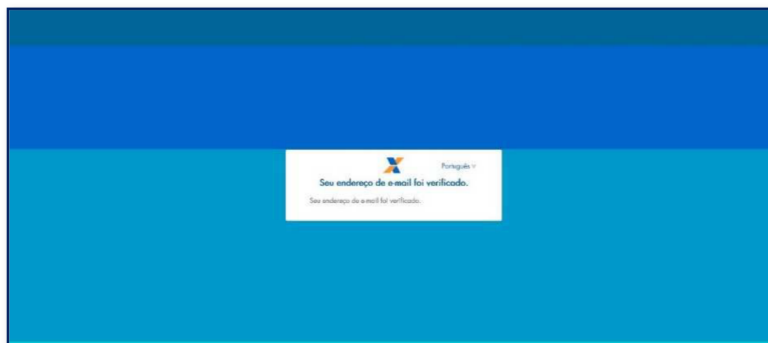 Português
Seu endereço de e-mail foi verificado.
Seu endereço de e-mail foi verificado.